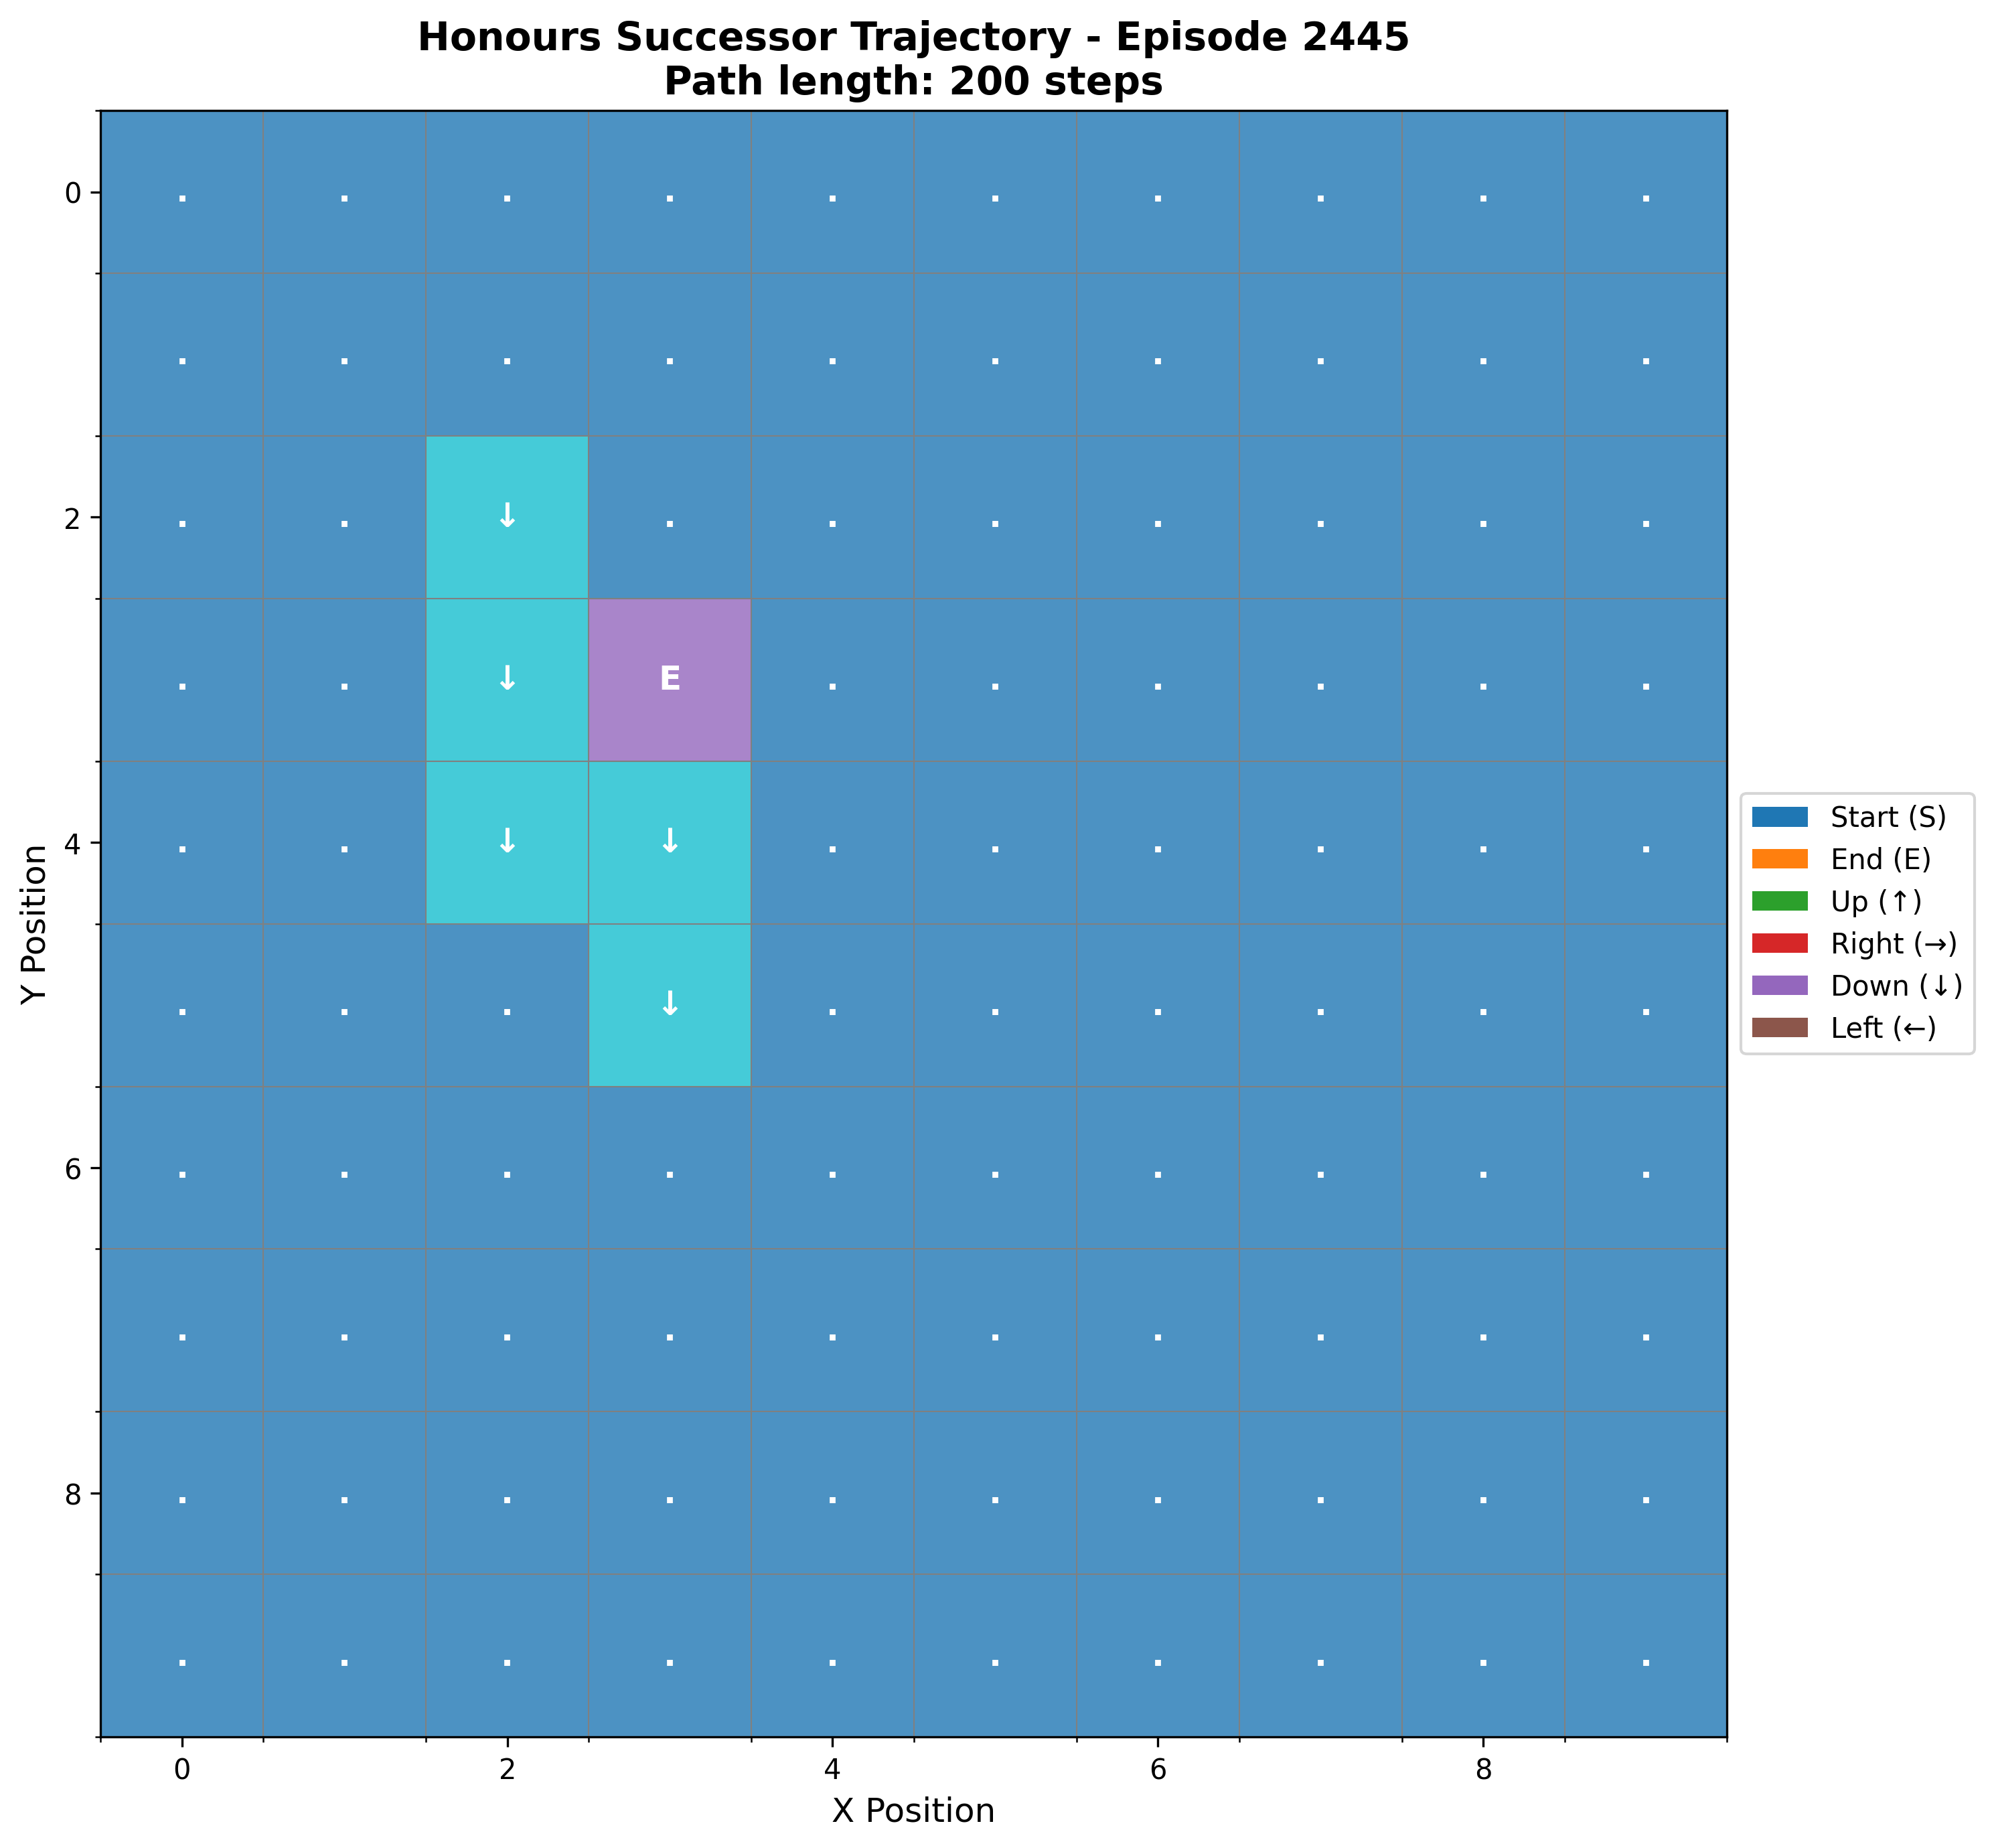 Honours Successor Trajectory - Episode 2445
Path length: 200 steps
0
2
↓
↓ E
4
↓ ↓
↓
6
8
0 2 4 6 8
X Position
Y Position
Start (S)
End (E)
Up (↑)
Right (→)
Down (↓)
Left (←)